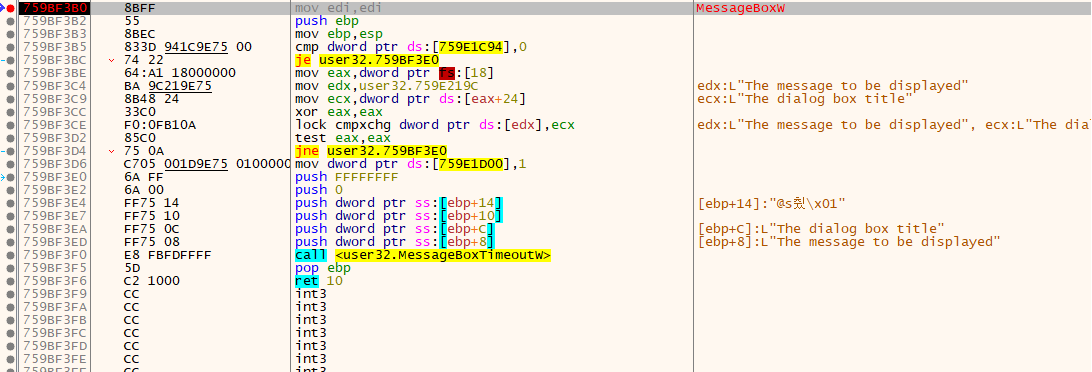 759BF3B0 8BFF mov edi,edi MessageBoxW
759BF3B2 55 push ebp
759BF3B3 8BEC mov ebp,esp
759BF3B5 833D 941C9E75 00 cmp dword ptr ds:[759E1C94],0
759BF3BC 74 22 je user32.759BF3E0
759BF3BE 64:A1 18000000 mov eax,dword ptr fs:[18]
759BF3C4 BA 9C219E75 mov edx,user32.759E219C edx:L"The message to be displayed"
759BF3C9 8B48 24 mov ecx,dword ptr ds:[eax+24] ecx:L"The dialog box title"
759BF3CC 33C0 xor eax,eax
759BF3CE F0:0FB10A lock cmpxchg dword ptr ds:[edx],ecx edx:L"The message to be displayed", ecx:L"The dia
759BF3D2 85C0 test eax,eax
759BF3D4 75 0A jne user32.759BF3E0
759BF3D6 C705 001D9E75 0100000 mov dword ptr ds:[759E1D00],1
759BF3E0 6A FF push FFFFFFFF
759BF3E2 6A 00 push 0
759BF3E4 FF75 14 push dword ptr ss:[ebp+14] [ebp+14]:"@s \x01"
759BF3E7 FF75 10 push dword ptr ss:[ebp+10]
759BF3EA FF75 0C push dword ptr ss:[ebp+C] [ebp+C]:L"The dialog box title"
759BF3ED FF75 08 push dword ptr ss:[ebp+8] [ebp+8]:L"The message to be displayed"
759BF3F0 E8 FBFDFFFF call <user32.MessageBoxTimeoutW>
759BF3F5 5D pop ebp
759BF3F6 C2 1000 ret 10
759BF3F9 CC int3
759BF3FA CC int3
759BF3FB CC int3
759BF3FC CC int3
759BF3FD CC int3
759BF3FE CC int3